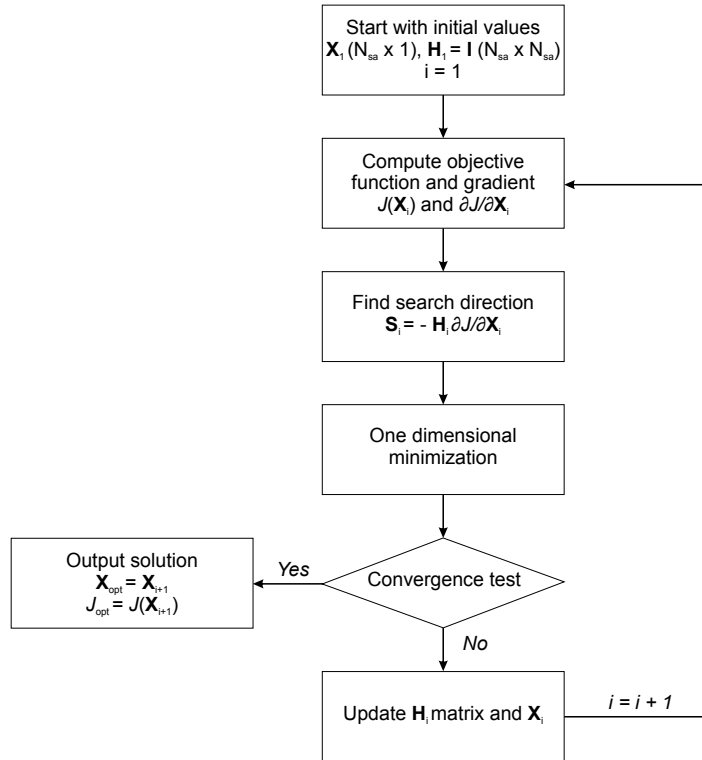 Start with initial values
X₁ (Nₛₐ x 1), H₁ = I (Nₛₐ x Nₛₐ)
i = 1
Compute objective
function and gradient
J(Xᵢ) and ∂J/∂Xᵢ
Find search direction
Sᵢ = - Hᵢ ∂J/∂Xᵢ
One dimensional
minimization
Convergence test
Yes
Output solution
Xₒₚₜ = Xᵢ₊₁
Jₒₚₜ = J(Xᵢ₊₁)
No
Update Hᵢ matrix and Xᵢ
i = i + 1